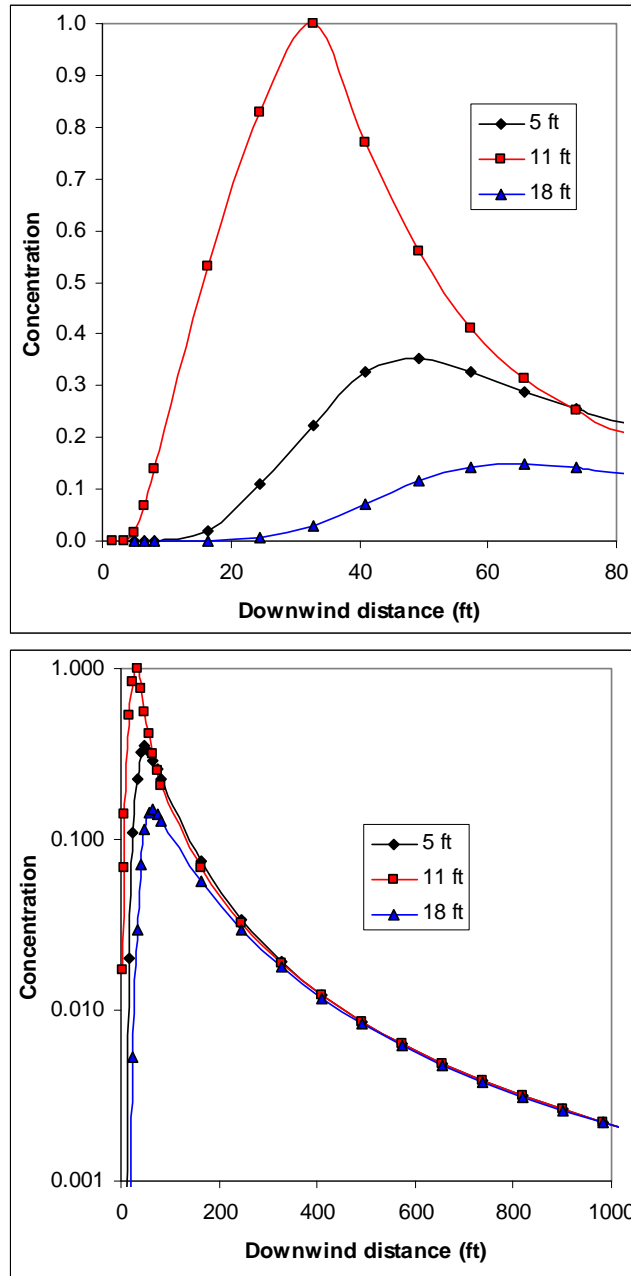 1.0
0.9
0.8
0.7
0.6
0.5
0.4
0.3
0.2
0.1
0.0
Concentration
5 ft
11 ft
18 ft
0 20 40 60 80
Downwind distance (ft)
1.000
0.100
0.010
0.001
Concentration
5 ft
11 ft
18 ft
0 200 400 600 800 1000
Downwind distance (ft)